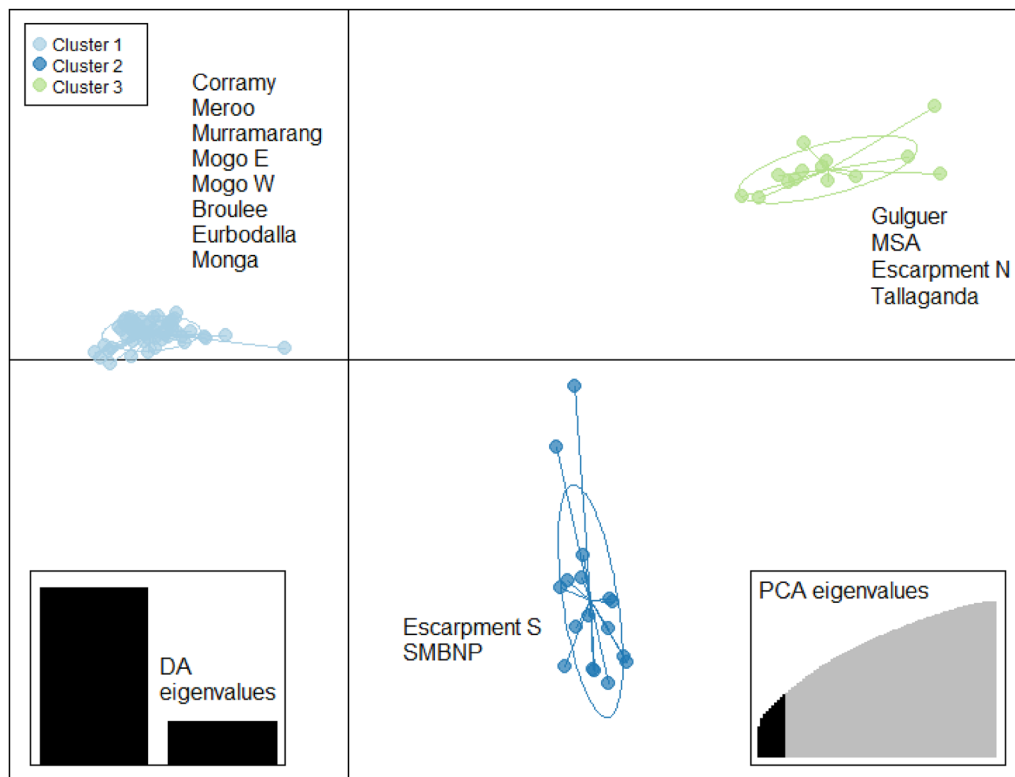 Cluster 1
Cluster 2
Cluster 3
Corramy
Meroo
Murramarang
Mogo E
Mogo W
Broulee
Eurbodalla
Monga
Gulguer
MSA
Escarpment N
Tallaganda
Escarpment S
SMBNP
DA
eigenvalues
PCA eigenvalues